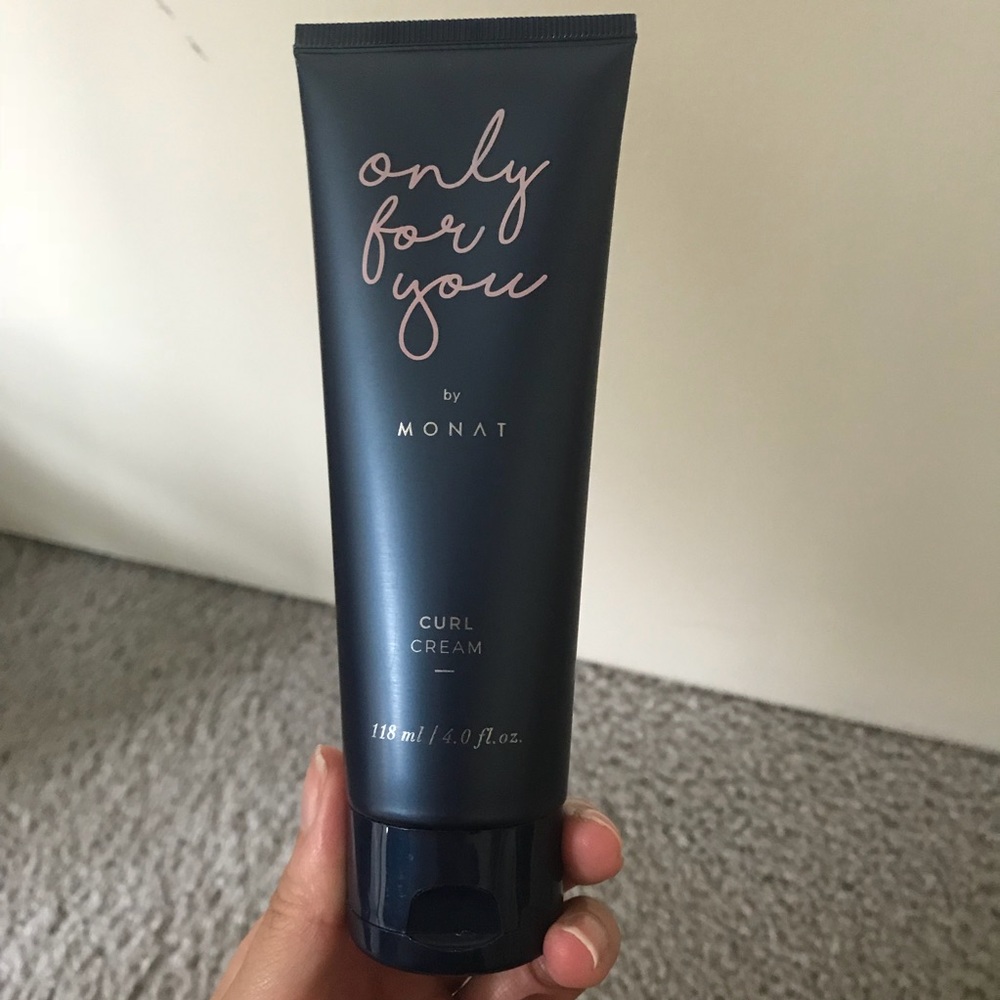 only
for
you
by
MONAT
CURL
CREAM
118 ml / 4.0 fl.oz.